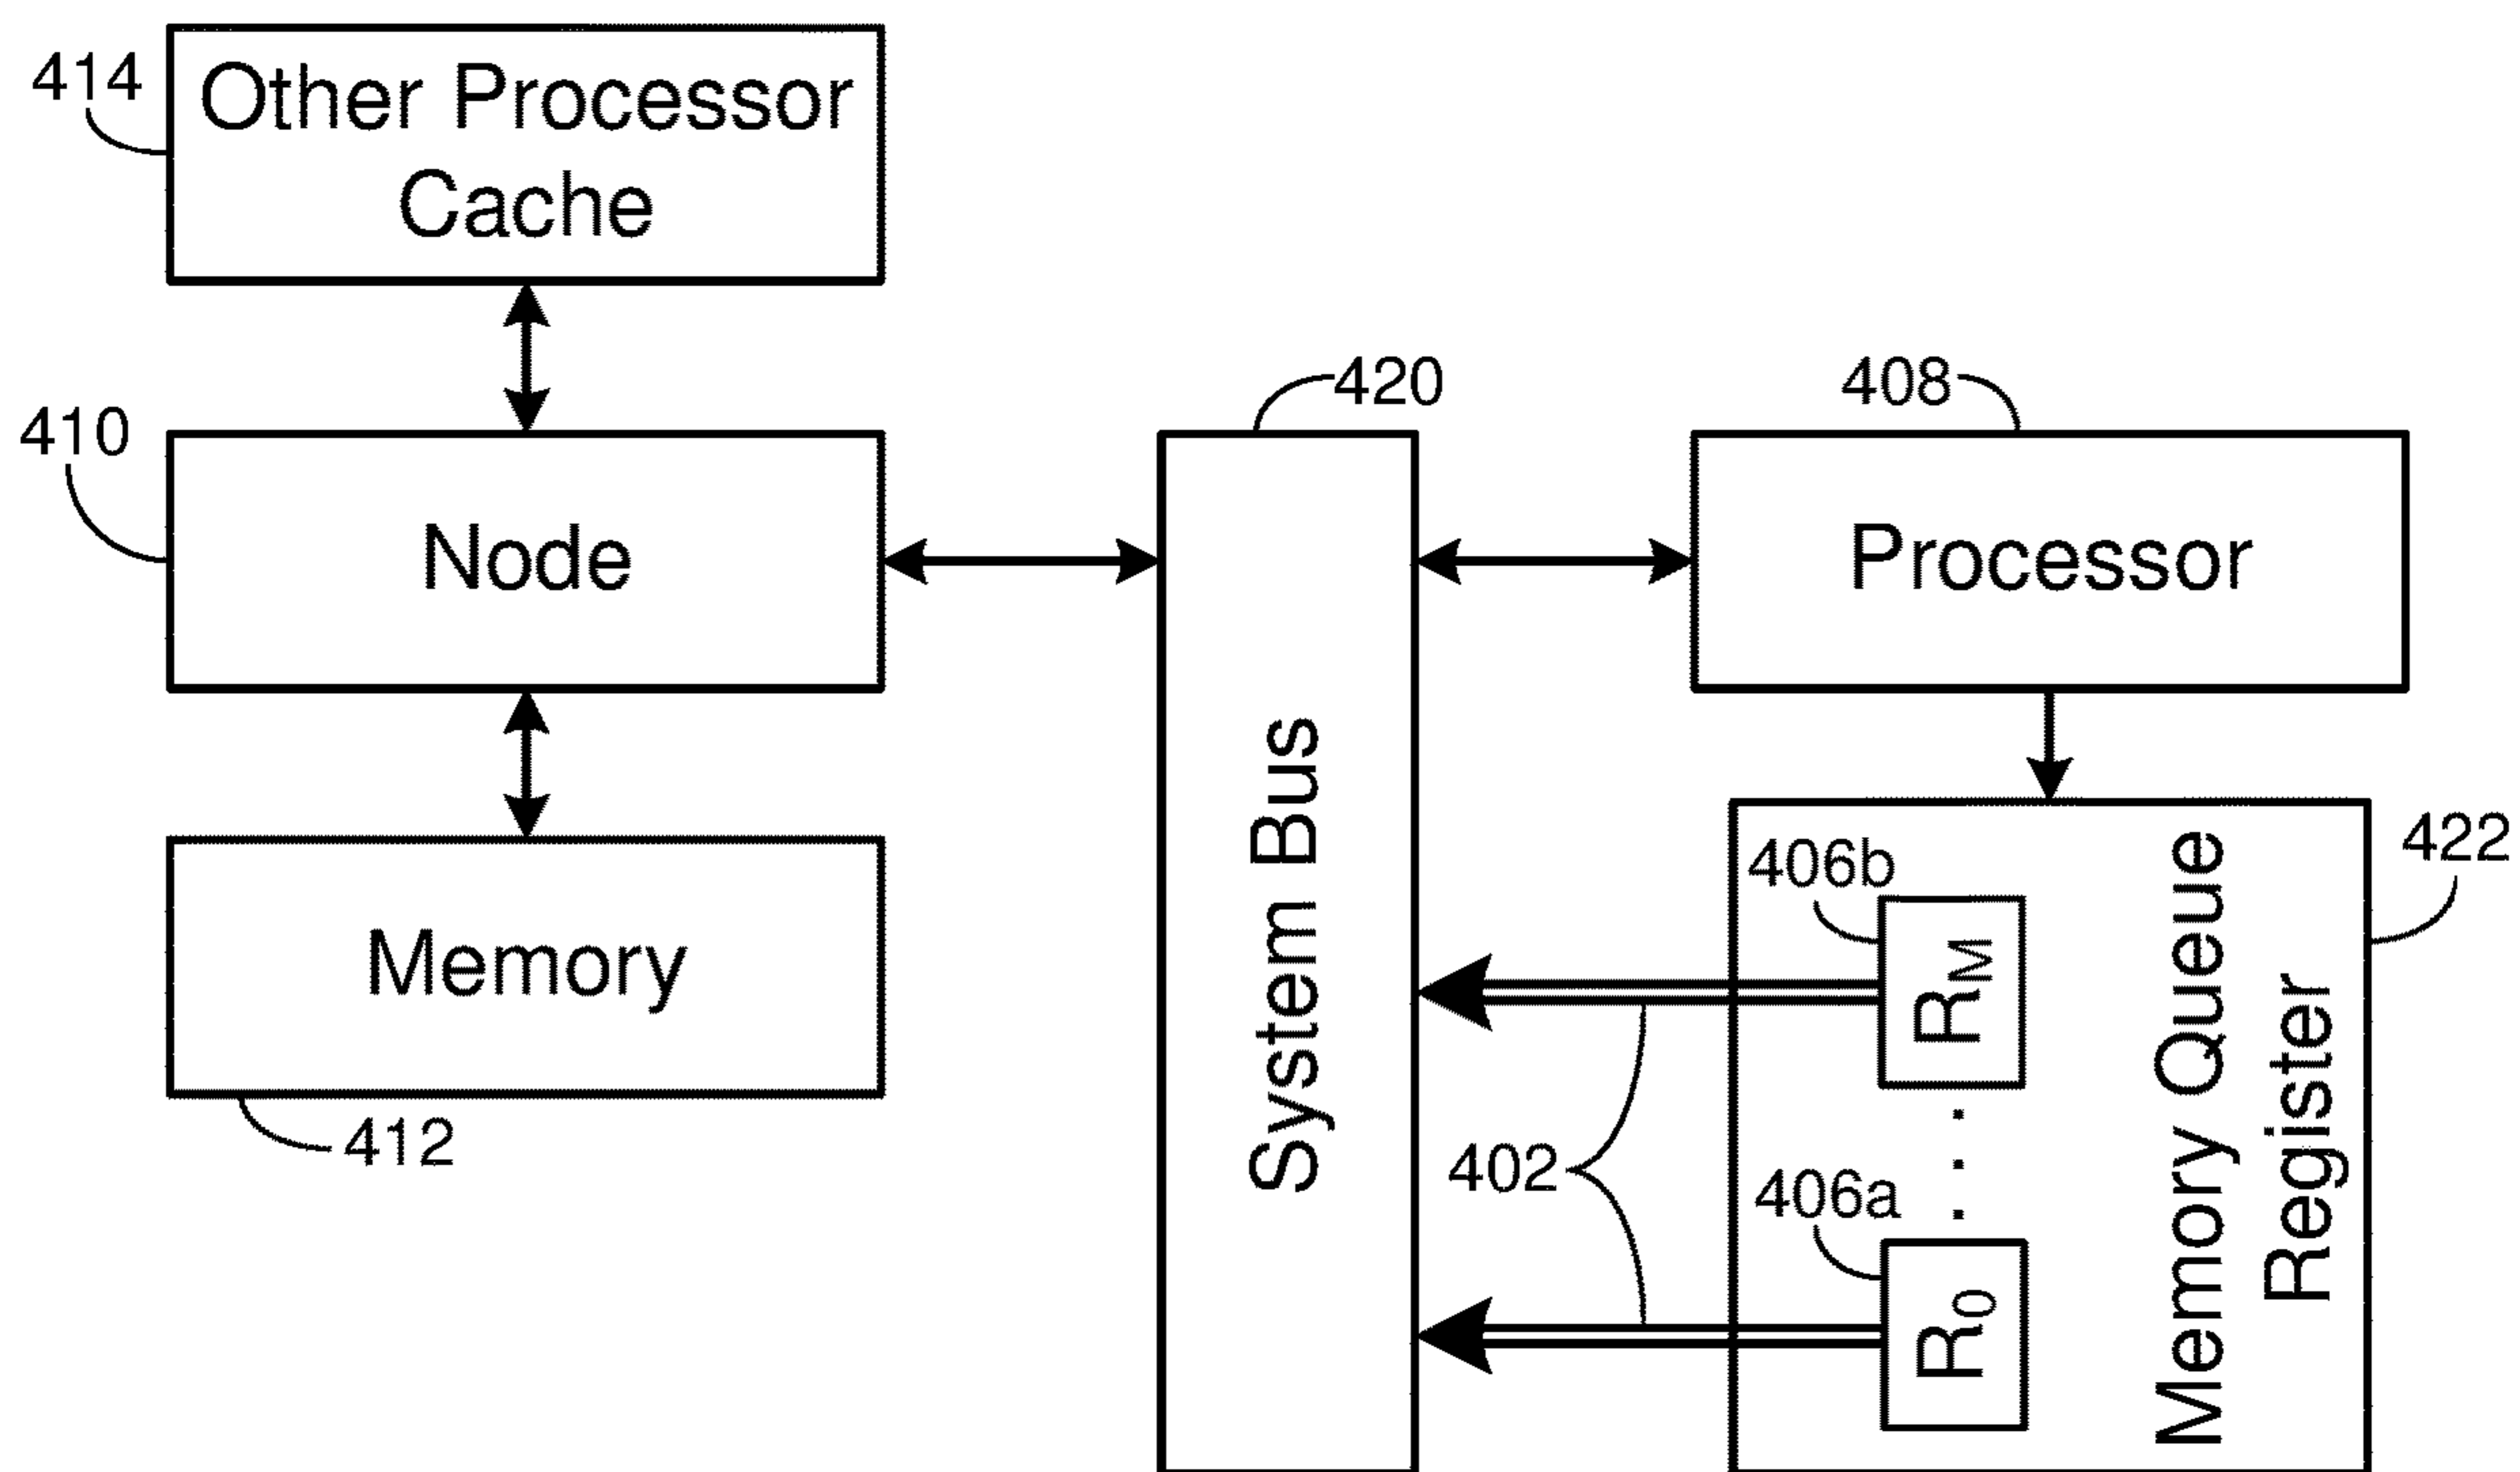 414
Other Processor
Cache
420
408
410
Node
Processor
System Bus
422
406b
R_M
Memory Queue
Register
Memory
412
402
406a
R_0